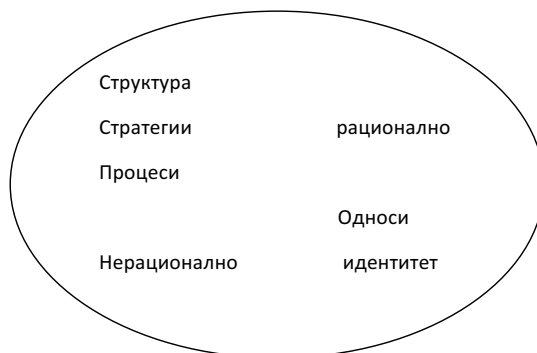 Структура
Стратегии рационално
Процеси
Односи
Нерационално идентитет